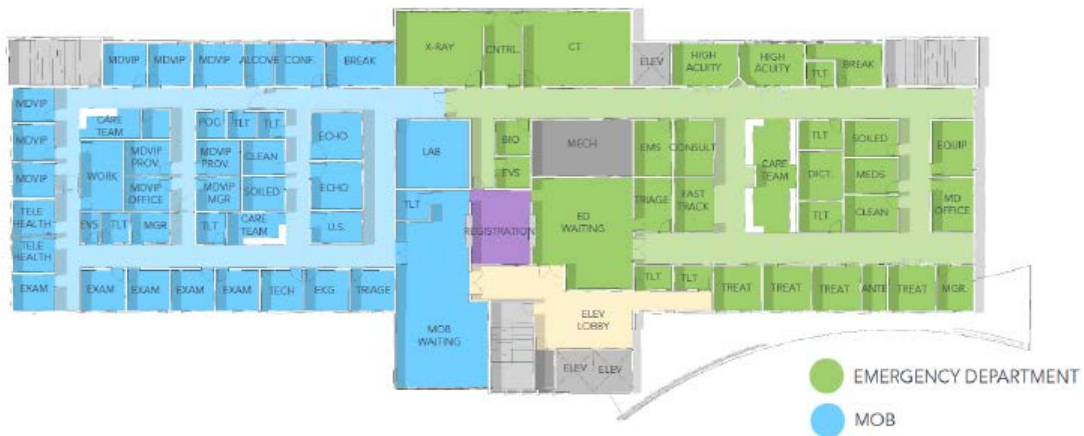 X-RAY CNTRL. CT
MDVIP MDVIP MDVIP ALCOVE CONF. BREAK ELEV HIGH ACUITY HIGH ACUITY TLT BREAK
MDVIP
CARE TEAM POC TLT TLT ECHO LAB BIO MECH EMS CONSULT CARE TEAM TLT SOILED EQUIP
MDVIP
WORK MDVIP PROV. MDVIP PROV. CLEAN EVS DICT. MEDS
MDVIP
MDVIP OFFICE MDVIP MGR SOILED ECHO TLT TRIAGE FAST TRACK ED WAITING TLT CLEAN MD OFFICE
TELE HEALTH
EVS TLT MGR TLT CARE TEAM U.S. REGISTRATION
TELE HEALTH
EXAM EXAM EXAM EXAM EXAM TECH EKG TRIAGE TLT TLT TREAT TREAT TREAT ANTE TREAT MGR.
MOB WAITING ELEV LOBBY
ELEV ELEV
EMERGENCY DEPARTMENT
MOB